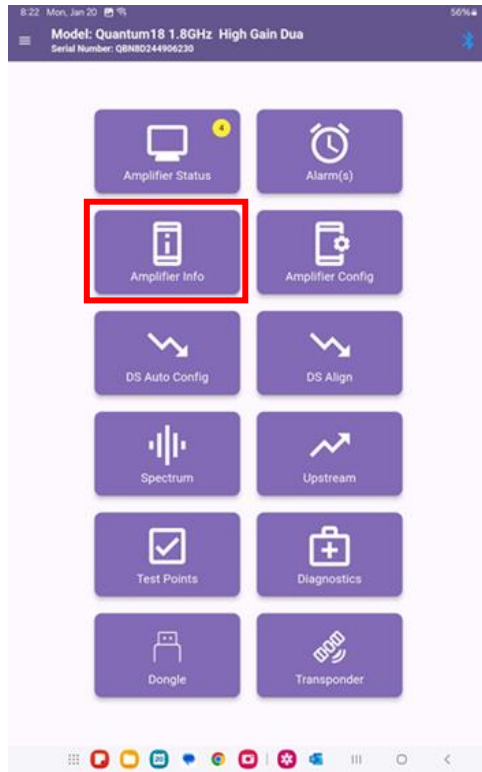 8:22 Mon, Jan 20
56%
Model: Quantum18 1.8GHz High Gain Dua
Serial Number: QBN8D244906230
4
Amplifier Status
Alarm(s)
Amplifier Info
Amplifier Config
DS Auto Config
DS Align
Spectrum
Upstream
Test Points
Diagnostics
Dongle
Transponder
20